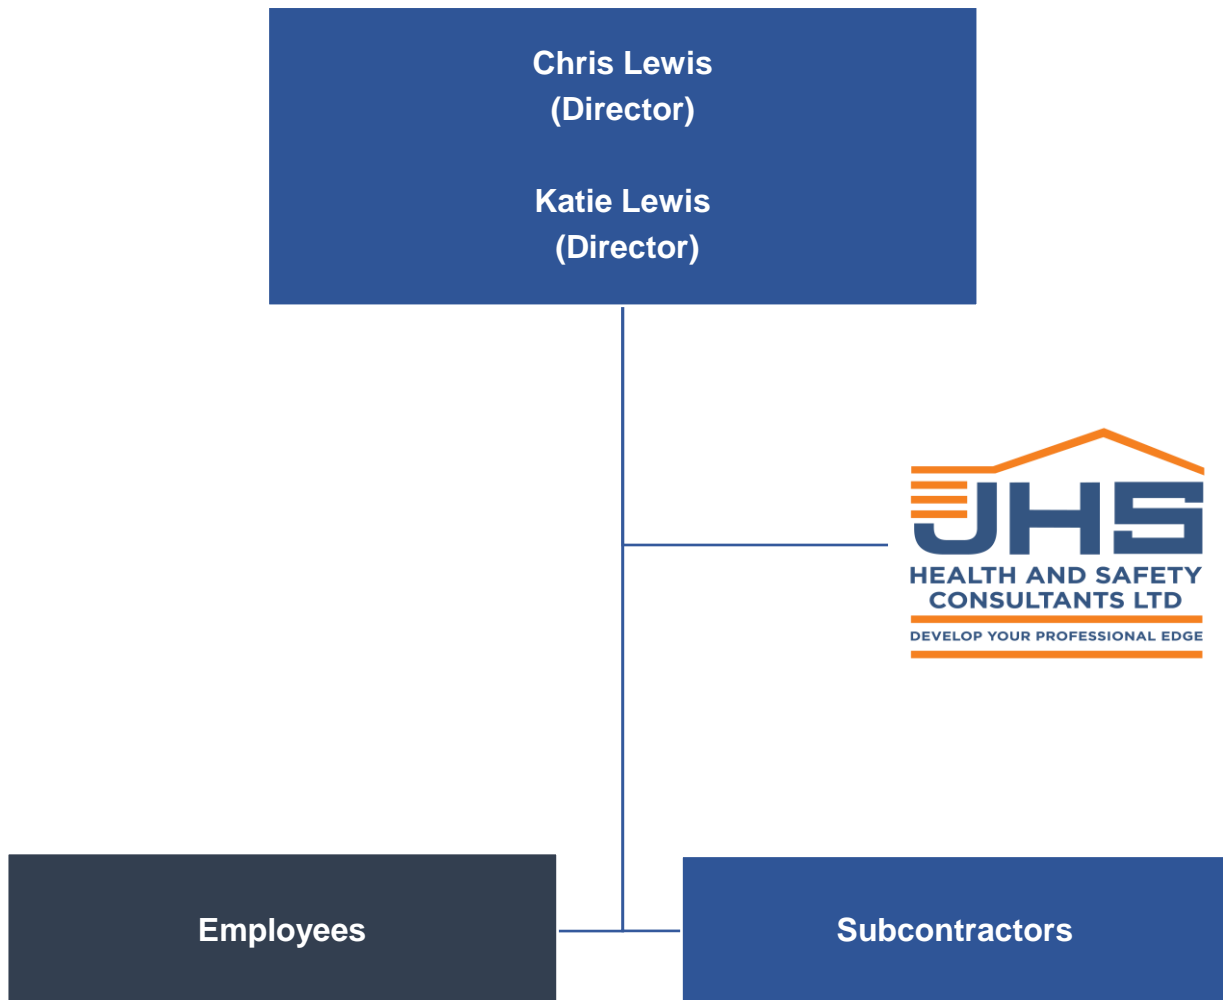 Chris Lewis
(Director)
Katie Lewis
(Director)
JHS
HEALTH AND SAFETY
CONSULTANTS LTD
DEVELOP YOUR PROFESSIONAL EDGE
Employees
Subcontractors